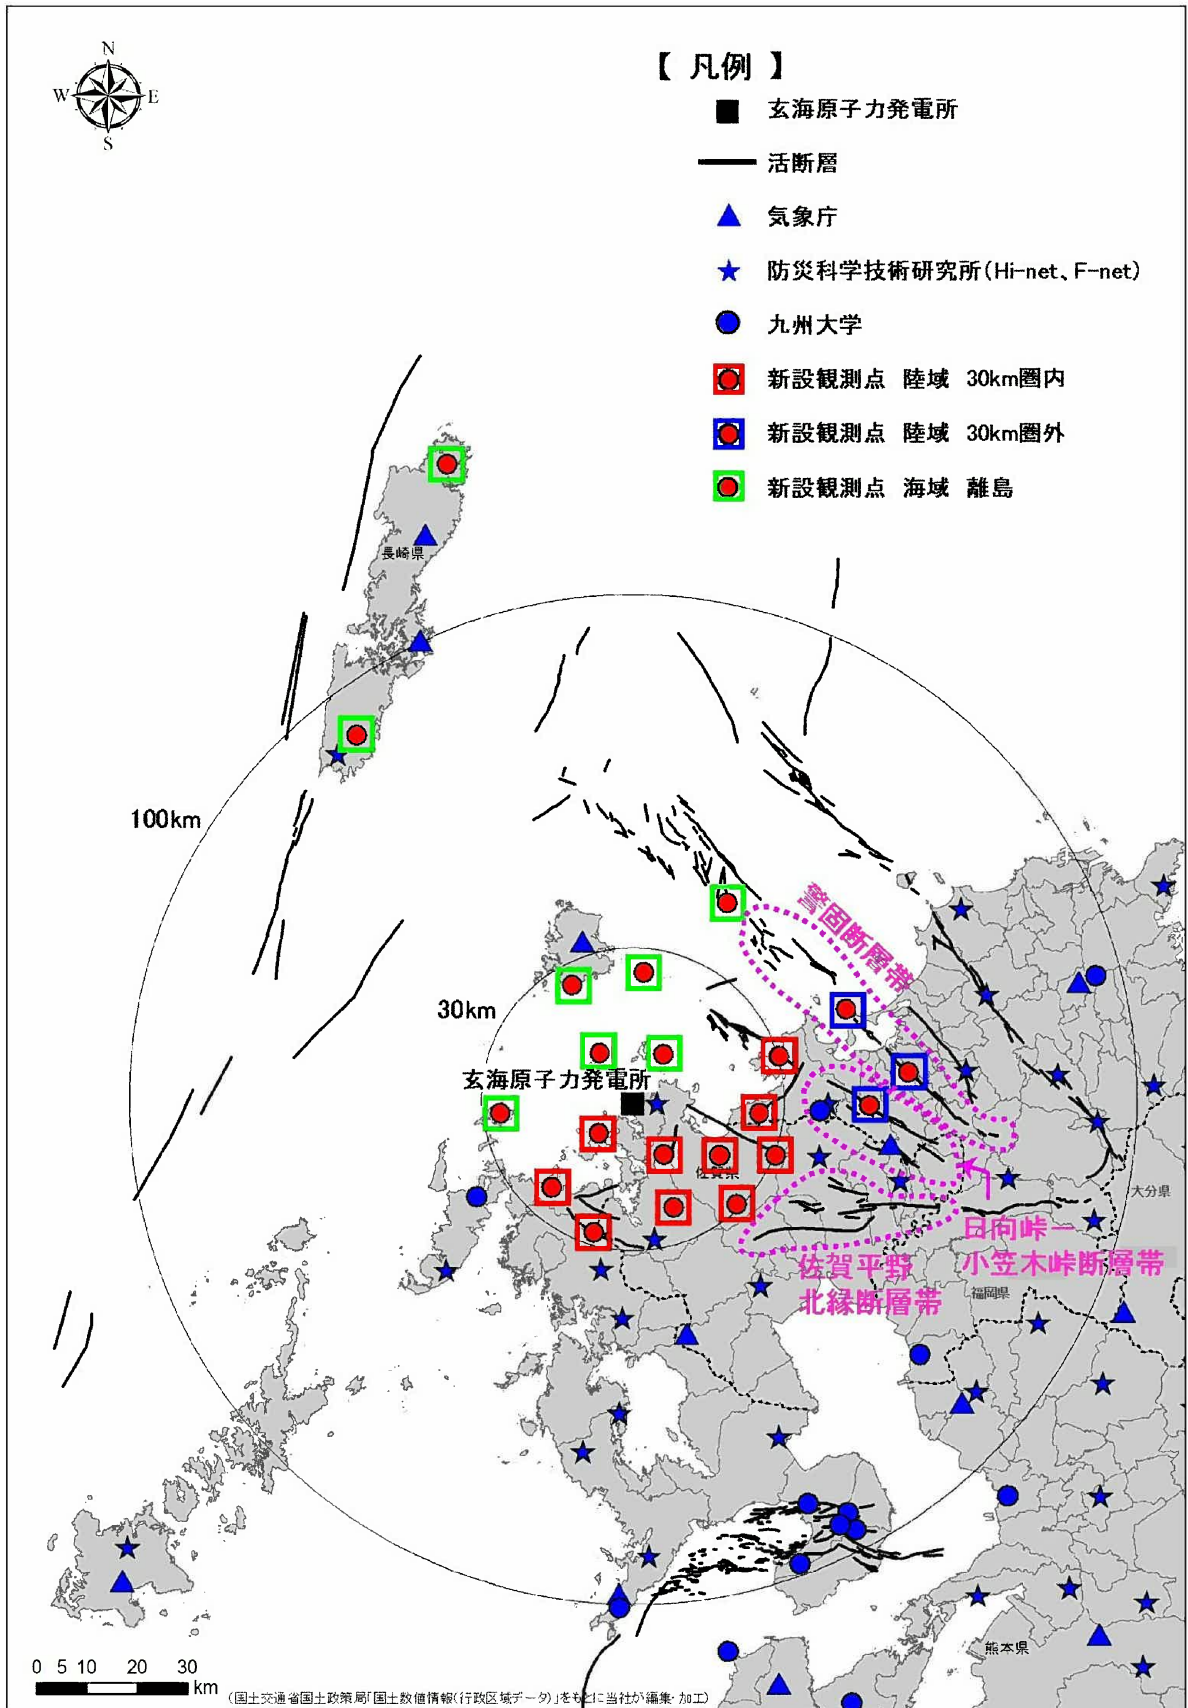 N
W
E
S
【 凡例 】
玄海原子力発電所
活断層
気象庁
防災科学技術研究所(Hi-net、F-net)
九州大学
新設観測点 陸域 30km圏内
新設観測点 陸域 30km圏外
新設観測点 海域 離島
長崎県
100km
警固断層帯
30km
玄海原子力発電所
佐賀県
大分県
日向峠―
小笠木峠断層帯
佐賀平野
北縁断層帯
福岡県
熊本県
0 5 10 20 30
km
(国土交通省国土政策局「国土数値情報(行政区域データ)」をもとに当社が編集・加工)